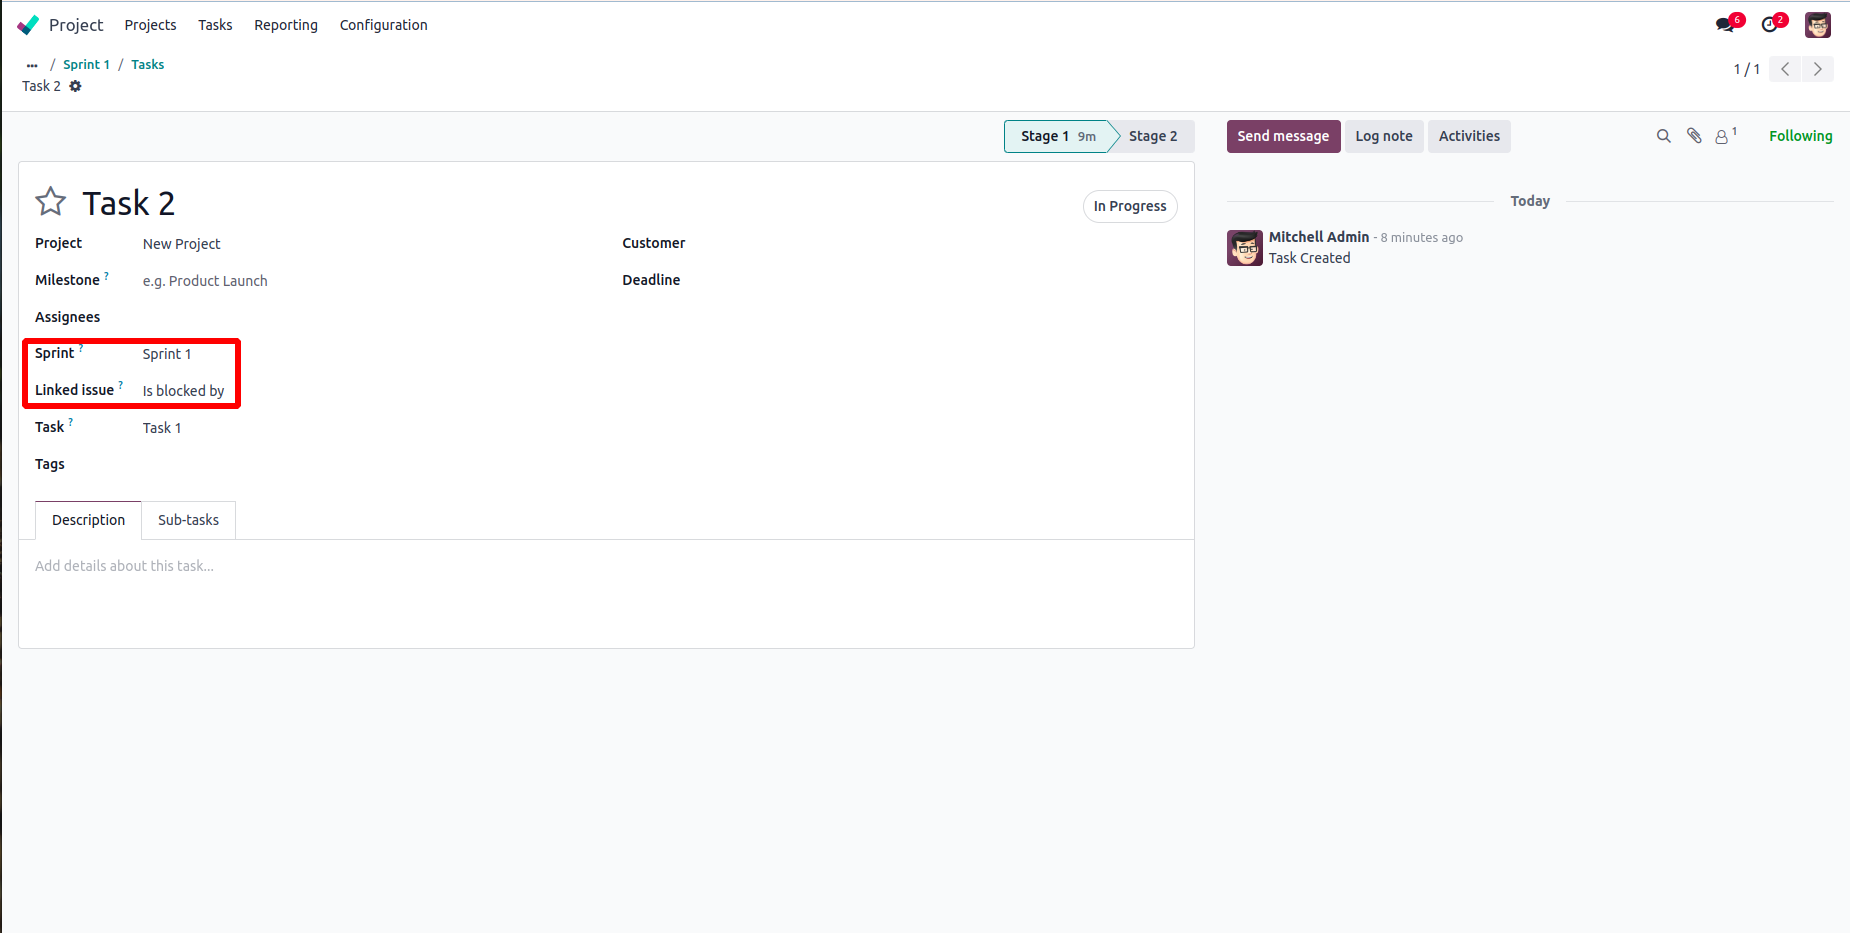 Project Projects Tasks Reporting Configuration 6 2
... / Sprint 1 / Tasks
Task 2
1 / 1
Stage 1 9m Stage 2
Send message Log note Activities 1 Following
Task 2
In Progress
Project New Project
Customer
Milestone ? e.g. Product Launch
Deadline
Assignees
Sprint ? Sprint 1
Linked issue ? Is blocked by
Task ? Task 1
Tags
Description Sub-tasks
Add details about this task...
Today
Mitchell Admin - 8 minutes ago
Task Created